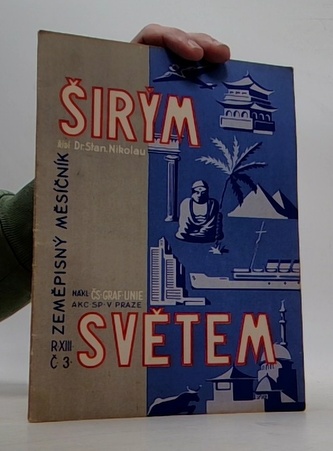 ŠIRÝM
řídí Dr. Stan. Nikolau
ZEMĚPISNÝ MĚSÍČNÍK
R·XIII·
Č 3·
NAKL· ČS·GRAF·UNIE
AKC·SP·V PRAZE
SVĚTEM